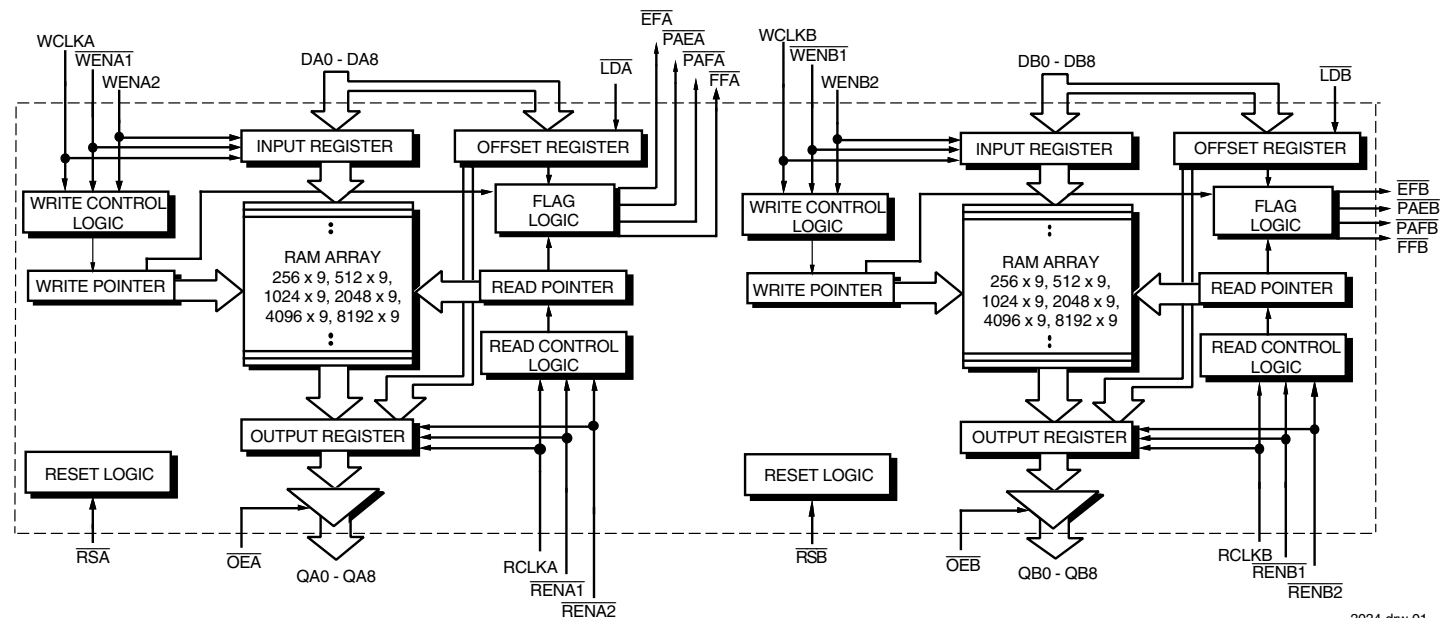 WCLKA
WENA1
WENA2
DA0 - DA8
LDA
EFA
PAEA
PAFA
FFA
INPUT REGISTER
OFFSET REGISTER
WRITE CONTROL
LOGIC
FLAG
LOGIC
RAM ARRAY
256 x 9, 512 x 9,
1024 x 9, 2048 x 9,
4096 x 9, 8192 x 9
WRITE POINTER
READ POINTER
READ CONTROL
LOGIC
OUTPUT REGISTER
RESET LOGIC
RSA
OEA
QA0 - QA8
RCLKA
RENA1
RENA2
WCLKB
WENB1
WENB2
DB0 - DB8
LDB
INPUT REGISTER
OFFSET REGISTER
WRITE CONTROL
LOGIC
FLAG
LOGIC
EFB
PAEB
PAFB
FFB
RAM ARRAY
256 x 9, 512 x 9,
1024 x 9, 2048 x 9,
4096 x 9, 8192 x 9
WRITE POINTER
READ POINTER
READ CONTROL
LOGIC
OUTPUT REGISTER
RESET LOGIC
RSB
OEB
QB0 - QB8
RCLKB
RENB1
RENB2